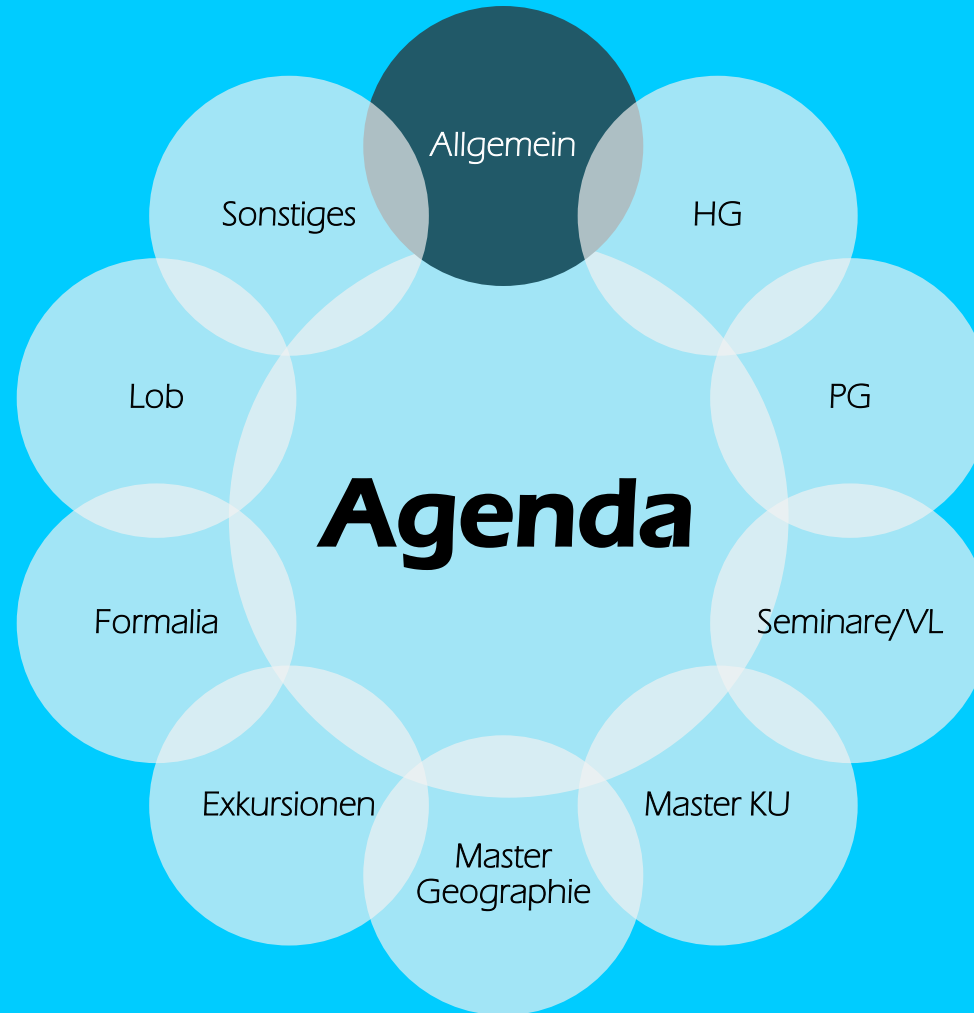 Agenda
Allgemein
HG
PG
Seminare/VL
Master KU
Master
Geographie
Exkursionen
Formalia
Lob
Sonstiges